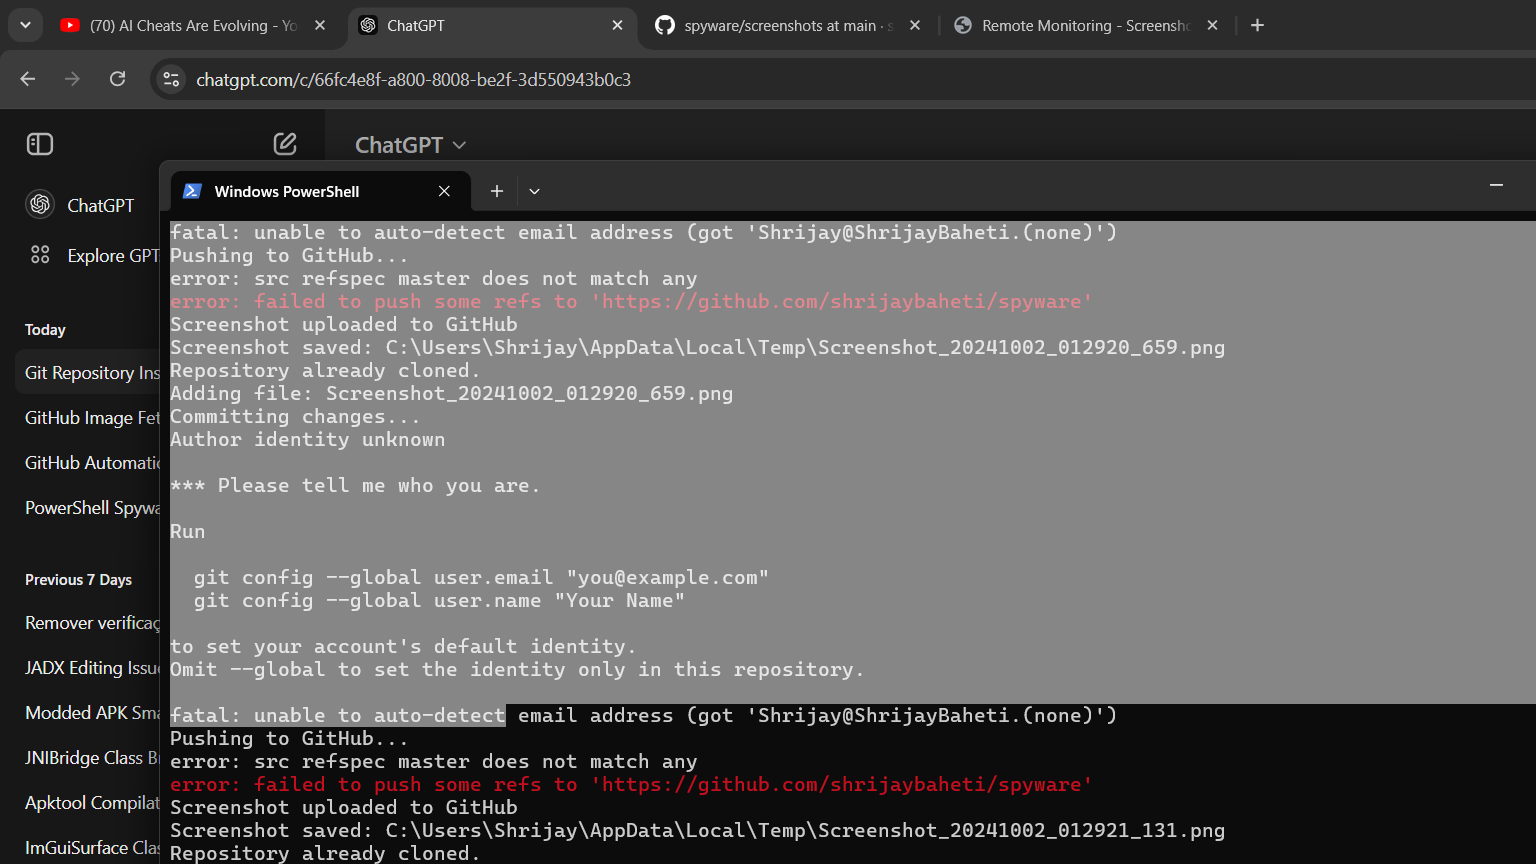 (70) AI Cheats Are Evolving - Yo
ChatGPT
spyware/screenshots at main · s
Remote Monitoring - Screensho
chatgpt.com/c/66fc4e8f-a800-8008-be2f-3d550943b0c3
ChatGPT
Windows PowerShell
ChatGPT
Explore GPT
Today
Git Repository Ins
GitHub Image Fet
GitHub Automatic
PowerShell Spywa
Previous 7 Days
Remover verificaç
JADX Editing Issue
Modded APK Sma
JNIBridge Class Br
Apktool Compilat
ImGuiSurface Clas
fatal: unable to auto-detect email address (got 'Shrijay@ShrijayBaheti.(none)')
Pushing to GitHub...
error: src refspec master does not match any
error: failed to push some refs to 'https://github.com/shrijaybaheti/spyware'
Screenshot uploaded to GitHub
Screenshot saved: C:\Users\Shrijay\AppData\Local\Temp\Screenshot_20241002_012920_659.png
Repository already cloned.
Adding file: Screenshot_20241002_012920_659.png
Committing changes...
Author identity unknown
*** Please tell me who you are.
Run
git config --global user.email "you@example.com"
git config --global user.name "Your Name"
to set your account's default identity.
Omit --global to set the identity only in this repository.
fatal: unable to auto-detect email address (got 'Shrijay@ShrijayBaheti.(none)')
Pushing to GitHub...
error: src refspec master does not match any
error: failed to push some refs to 'https://github.com/shrijaybaheti/spyware'
Screenshot uploaded to GitHub
Screenshot saved: C:\Users\Shrijay\AppData\Local\Temp\Screenshot_20241002_012921_131.png
Repository already cloned.